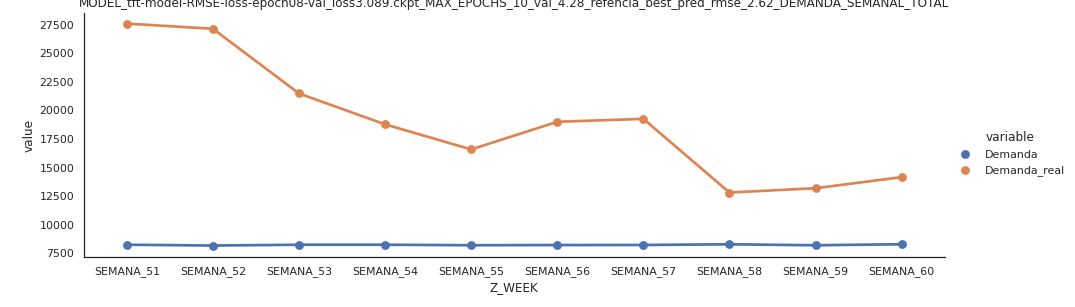 MODEL_tft-model-RMSE-loss-epoch08-val_loss3.089.ckpt_MAX_EPOCHS_10_val_4.28_refencia_best_pred_rmse_2.62_DEMANDA_SEMANAL_TOTAL
27500
25000
22500
20000
17500
15000
12500
10000
7500
value
SEMANA_51 SEMANA_52 SEMANA_53 SEMANA_54 SEMANA_55 SEMANA_56 SEMANA_57 SEMANA_58 SEMANA_59 SEMANA_60
Z_WEEK
variable
Demanda
Demanda_real